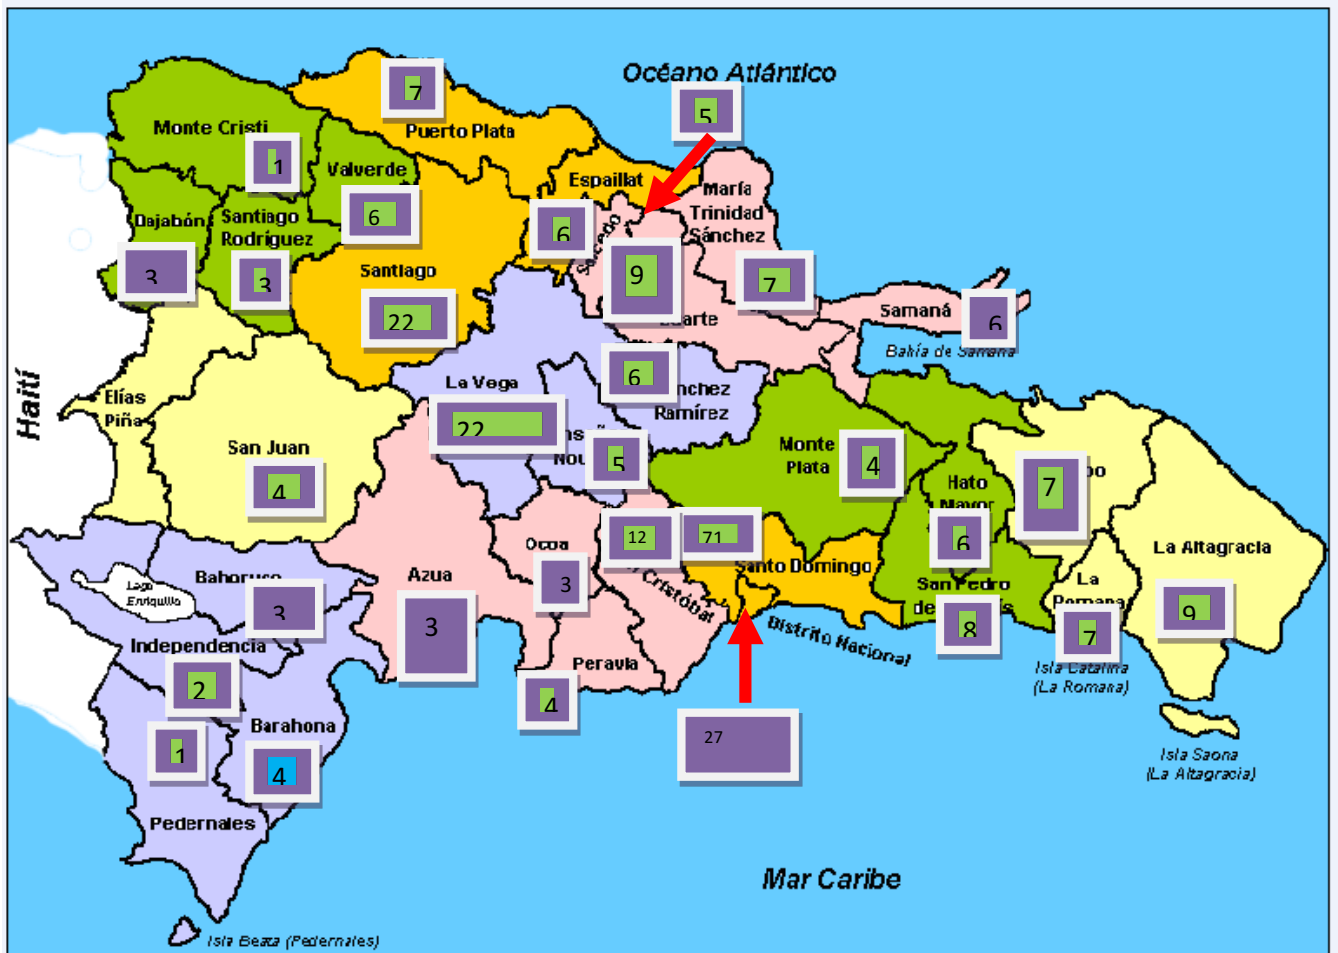 Océano Atlántico
7
Puerto Plata
5
Monte Cristi
1
Valverde
Espaillat
María
Trinidad
Sánchez
Dajabón
Santiago
Rodríguez
6
6
9
7
3
3
Santiago
22
Samaná
6
Bahía de Samaná
Haití
Elías
Piña
La Vega
6
Ramírez
22
San Juan
4
5
Monte
Plata
4
Hato
Mayor
7
6
La Altagracia
9
12
71
Santo Domingo
Ocoa
3
Azua
3
Cristóbal
Distrito Nacional
San Pedro
8
La
Romana
7
Isla Catalina
(La Romana)
Bahoruco
3
Lago
Enriquillo
Independencia
2
Peravia
4
Barahona
1
4
27
Isla Saona
(La Altagracia)
Pedernales
Mar Caribe
Isla Beata (Pedernales)